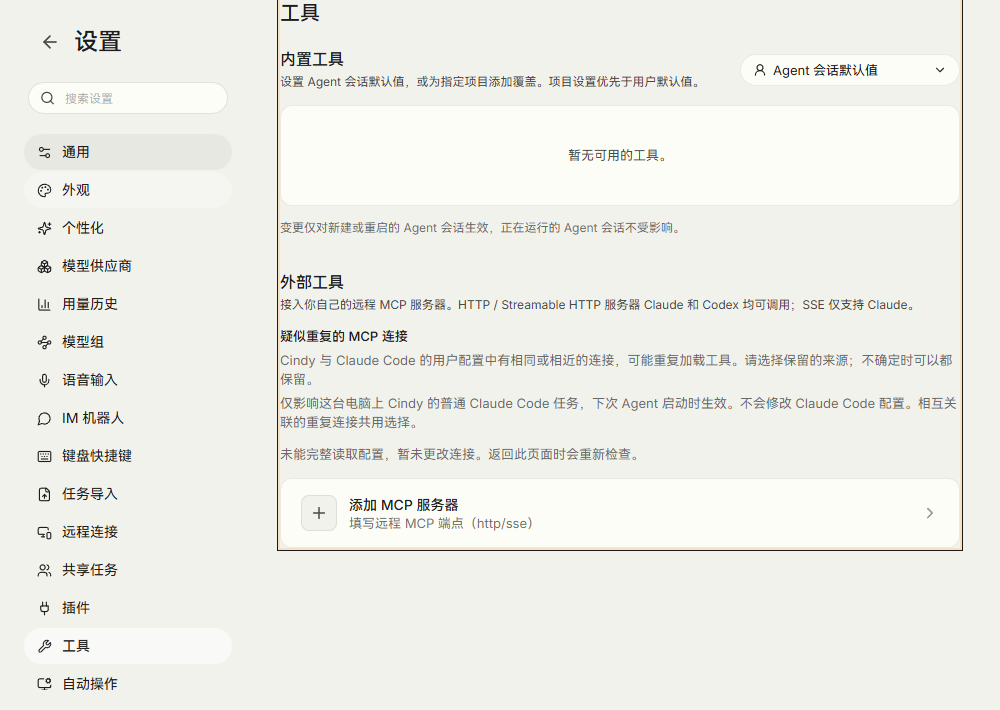 设置
搜索设置
通用
外观
个性化
模型供应商
用量历史
模型组
语音输入
IM 机器人
键盘快捷键
任务导入
远程连接
共享任务
插件
工具
自动操作
工具
内置工具
设置 Agent 会话默认值，或为指定项目添加覆盖。项目设置优先于用户默认值。
Agent 会话默认值
暂无可用的工具。
变更仅对新建或重启的 Agent 会话生效，正在运行的 Agent 会话不受影响。
外部工具
接入你自己的远程 MCP 服务器。HTTP / Streamable HTTP 服务器 Claude 和 Codex 均可调用；SSE 仅支持 Claude。
疑似重复的 MCP 连接
Cindy 与 Claude Code 的用户配置中有相同或相近的连接，可能重复加载工具。请选择保留的来源；不确定时可以都
保留。
仅影响这台电脑上 Cindy 的普通 Claude Code 任务，下次 Agent 启动时生效。不会修改 Claude Code 配置。相互关
联的重复连接共用选择。
未能完整读取配置，暂未更改连接。返回此页面时会重新检查。
添加 MCP 服务器
填写远程 MCP 端点（http/sse）